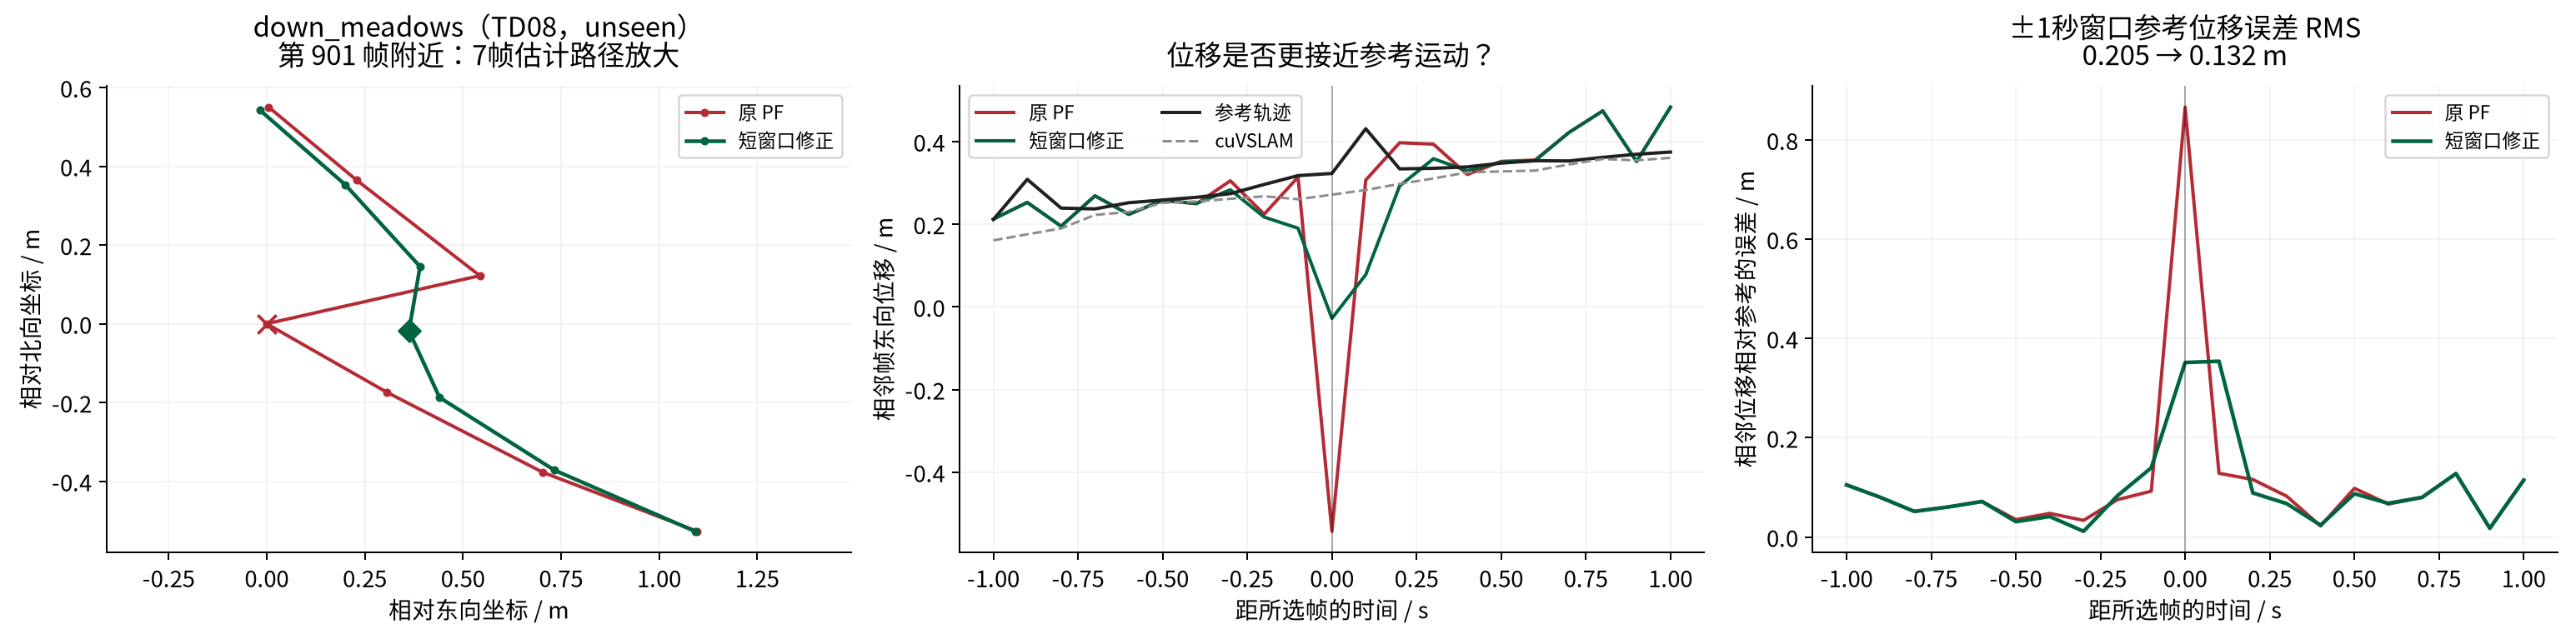 down_meadows（TD08，unseen）
第 901 帧附近：7帧估计路径放大
原 PF
短窗口修正
0.6
0.4
0.2
0.0
-0.2
-0.4
相对北向坐标 / m
-0.25
0.00
0.25
0.50
0.75
1.00
1.25
相对东向坐标 / m
位移是否更接近参考运动？
原 PF
短窗口修正
参考轨迹
cuVSLAM
0.4
0.2
0.0
-0.2
-0.4
相邻帧东向位移 / m
-1.00
-0.75
-0.50
-0.25
0.00
0.25
0.50
0.75
1.00
距所选帧的时间 / s
±1秒窗口参考位移误差 RMS
0.205 → 0.132 m
原 PF
短窗口修正
0.8
0.6
0.4
0.2
0.0
相邻位移相对参考的误差 / m
-1.00
-0.75
-0.50
-0.25
0.00
0.25
0.50
0.75
1.00
距所选帧的时间 / s